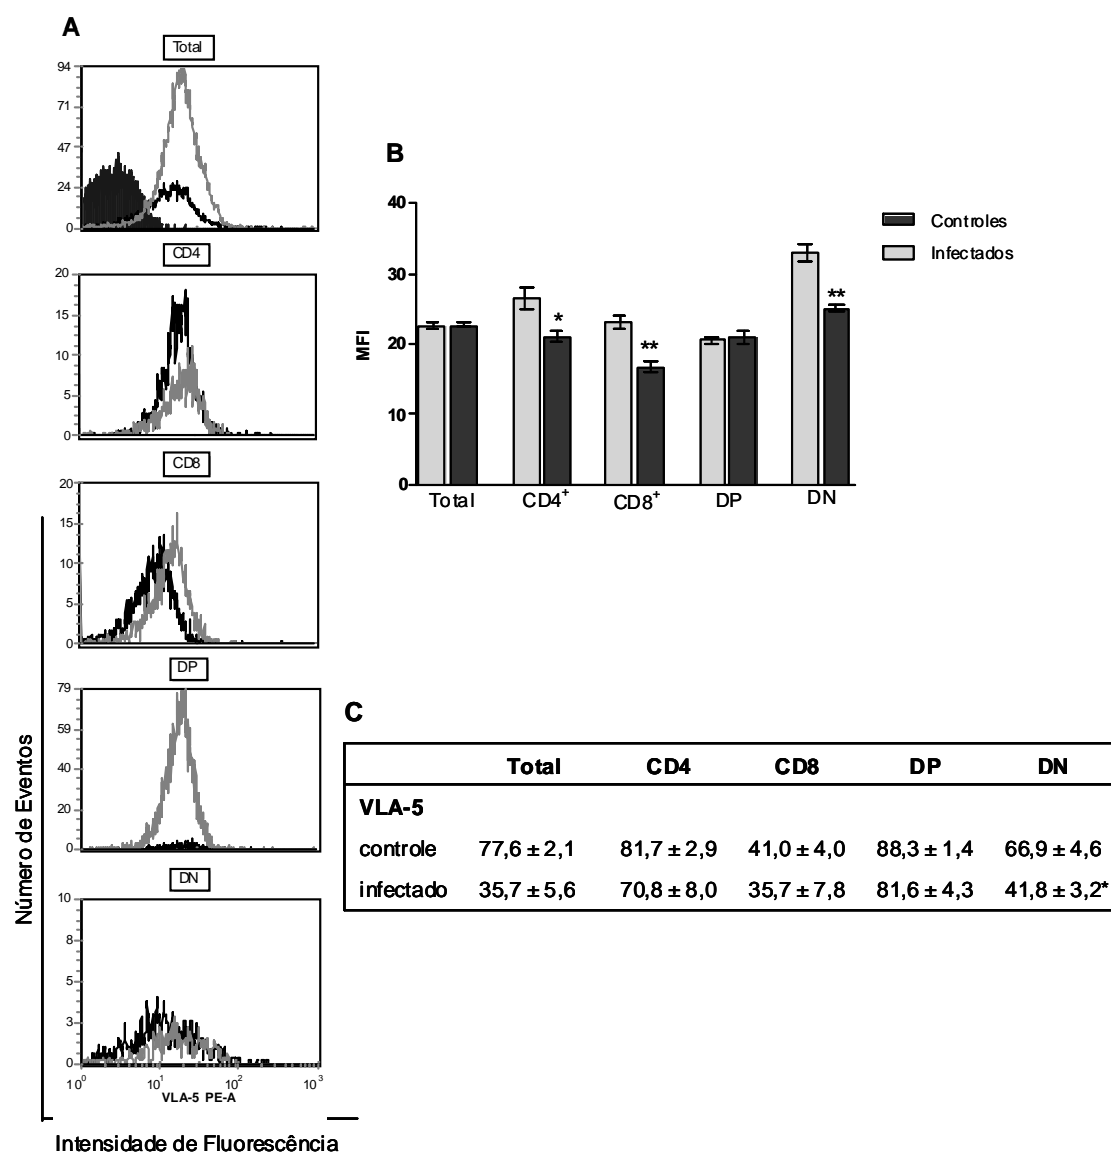 A
Total
94
71
47
24
0
CD4
20
15
10
5
0
CD8
20
15
10
5
0
DP
79
59
40
20
0
DN
10
8
5
3
0
10⁰ 10¹ 10² 10³
VLA-5 PE-A
Número de Eventos
Intensidade de Fluorescência
B
40
30
20
10
0
MFI
* ** **
Total CD4⁺ CD8⁺ DP DN
Controles
Infectados
C
Total CD4 CD8 DP DN
VLA-5
controle 77,6 ± 2,1 81,7 ± 2,9 41,0 ± 4,0 88,3 ± 1,4 66,9 ± 4,6
infectado 35,7 ± 5,6 70,8 ± 8,0 35,7 ± 7,8 81,6 ± 4,3 41,8 ± 3,2*